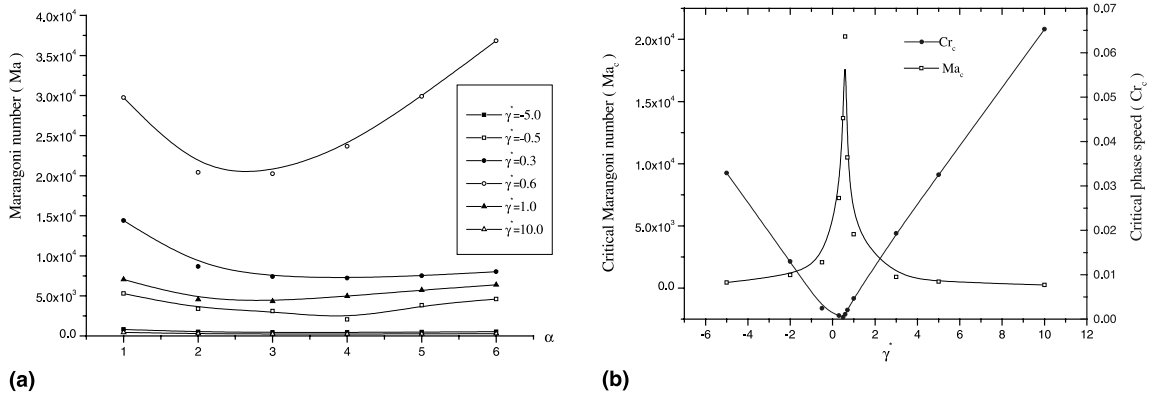 4.0x10⁴
3.5x10⁴
3.0x10⁴
2.5x10⁴
2.0x10⁴
1.5x10⁴
1.0x10⁴
5.0x10³
0.0
Marangoni number ( Ma )
1 2 3 4 5 6 α
γ*=-5.0
γ*=-0.5
γ*=0.3
γ*=0.6
γ*=1.0
γ*=10.0
(a)
2.0x10⁴
1.5x10⁴
1.0x10⁴
5.0x10³
0.0
Critical Marangoni number ( Ma_c )
Cr_c
Ma_c
0.07
0.06
0.05
0.04
0.03
0.02
0.01
0.00
Critical phase speed ( Cr_c )
-6 -4 -2 0 2 4 6 8 10 12
γ*
(b)